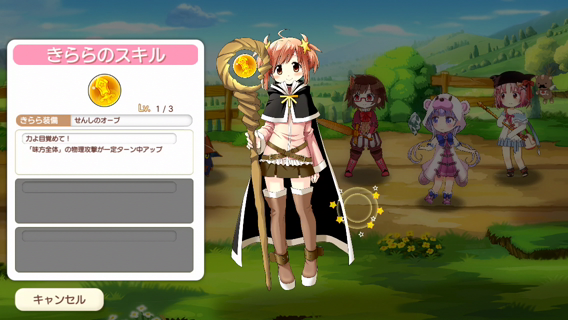 きららのスキル
Lv. 1 / 3
きらら装備 せんしのオーブ
力よ目覚めて!
「味方全体」の物理攻撃が一定ターン中アップ
キャンセル